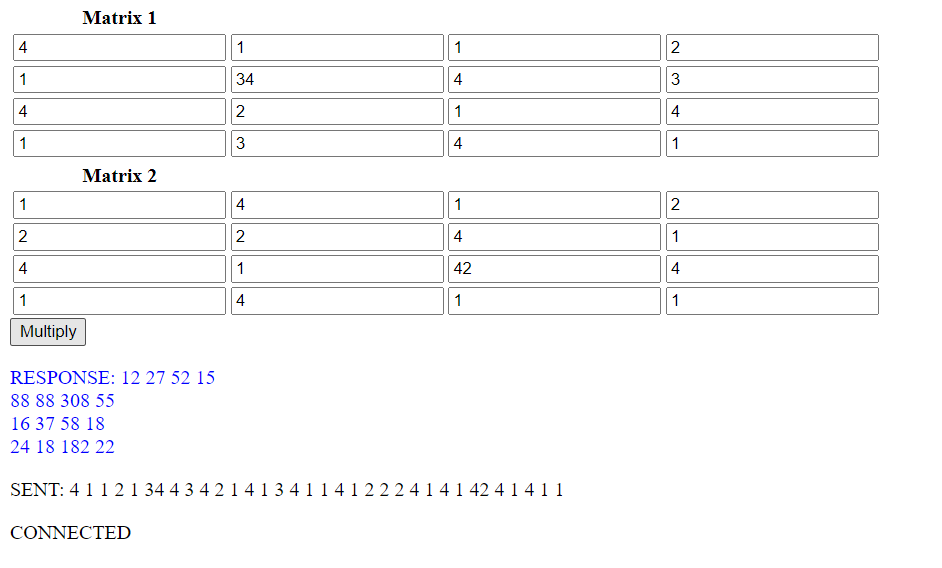 Matrix 1
4 1 1 2
1 34 4 3
4 2 1 4
1 3 4 1
Matrix 2
1 4 1 2
2 2 4 1
4 1 42 4
1 4 1 1
Multiply
RESPONSE: 12 27 52 15
88 88 308 55
16 37 58 18
24 18 182 22
SENT: 4 1 1 2 1 34 4 3 4 2 1 4 1 3 4 1 1 4 1 2 2 2 4 1 4 1 42 4 1 4 1 1
CONNECTED